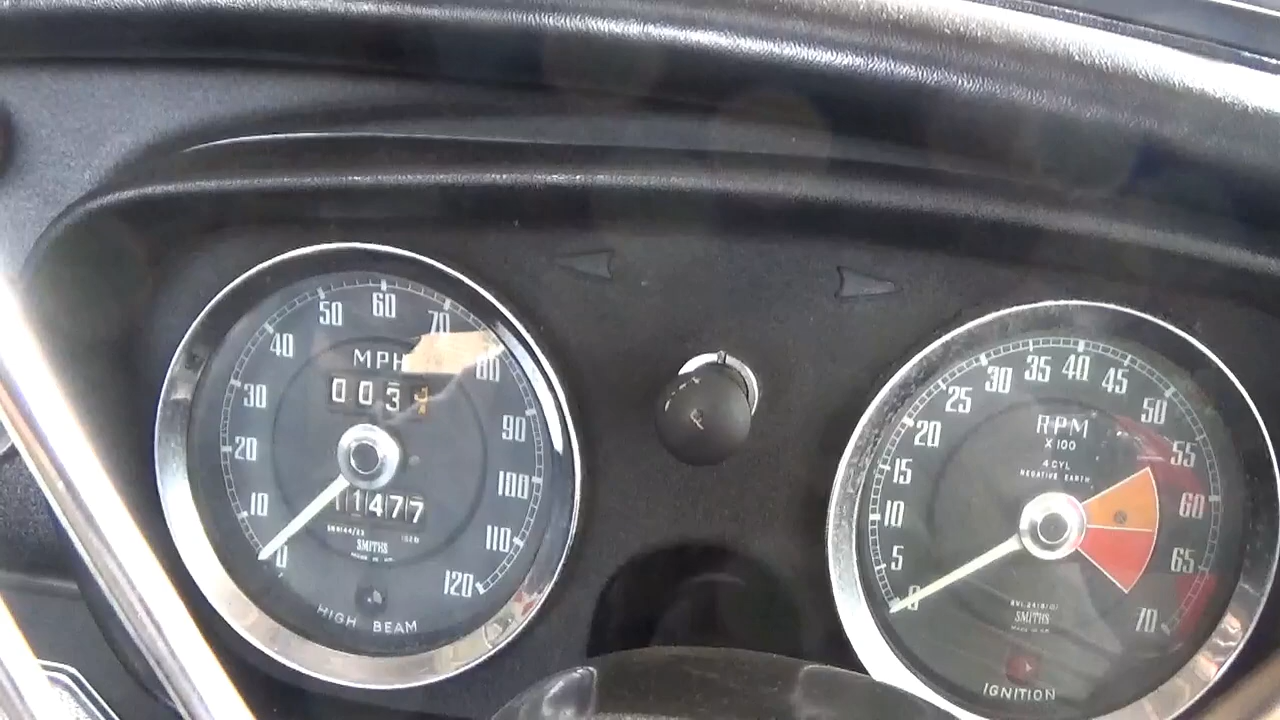 0 10 20 30 40 50 60 70 80 90 100 110 120
MPH
003
1477
SMITHS
HIGH BEAM
0 5 10 15 20 25 30 35 40 45 50 55 60 65 70
RPM
X 100
4 CYL
NEGATIVE EARTH
SMITHS
IGNITION